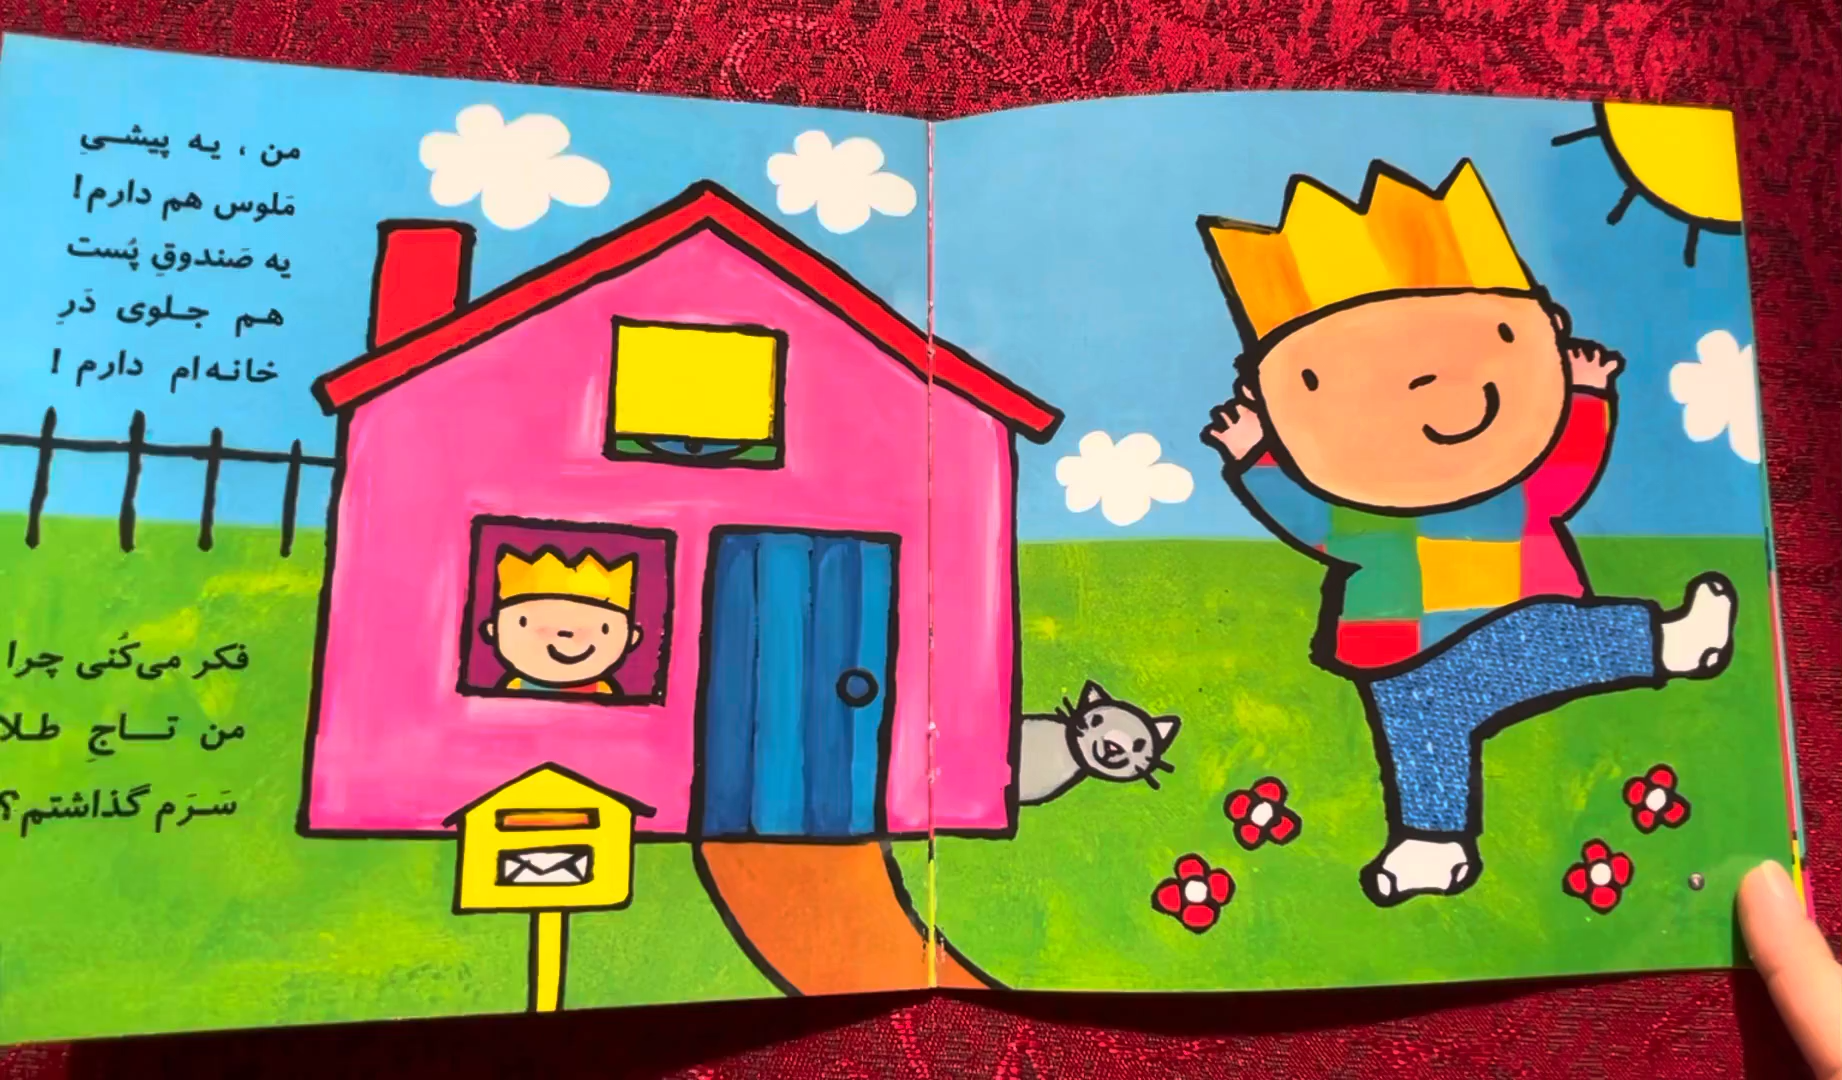 من ، یه پیشیِ
مَلوس هم دارم!
یه صَندوقِ پُست
هم جلوی دَرِ
خانه‌ام دارم !
فکر می‌کُنی چرا
من تاجِ طلا
سَرَم گذاشتم؟